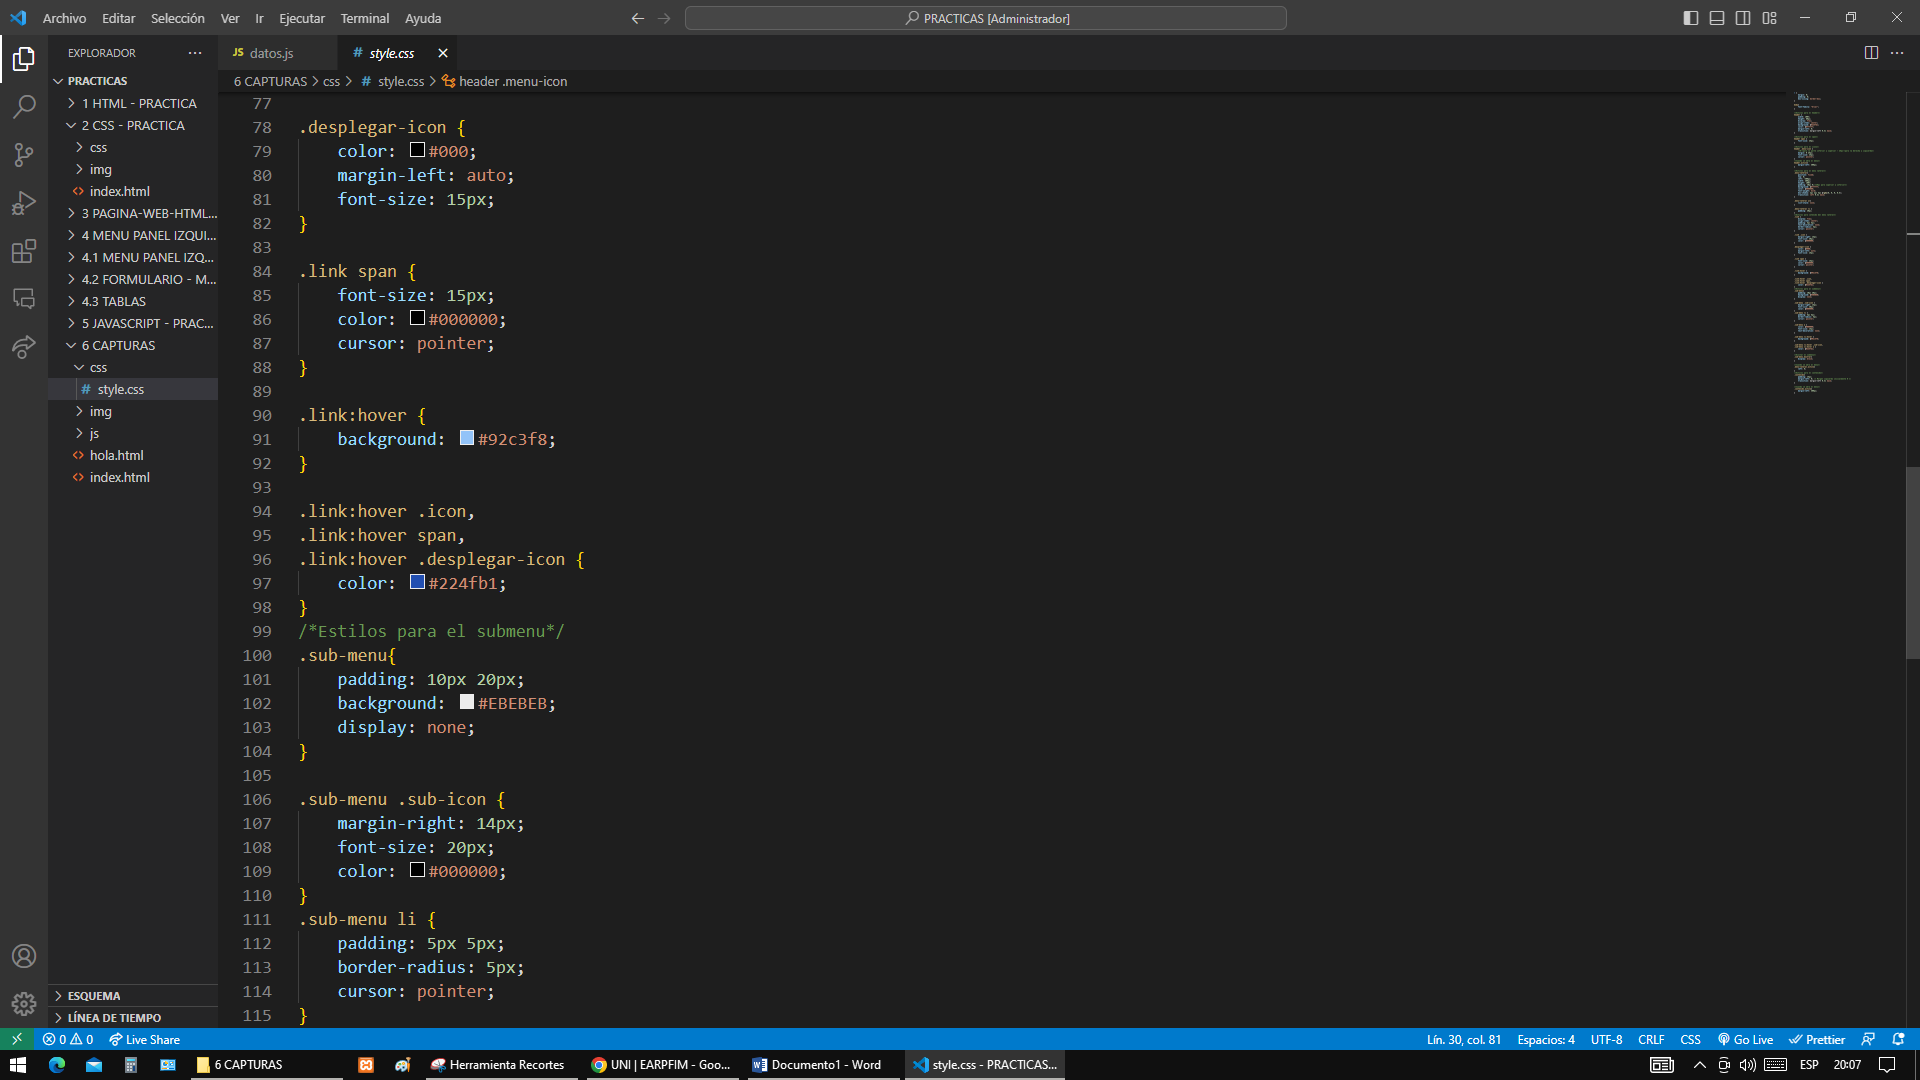 Archivo Editar Selección Ver Ir Ejecutar Terminal Ayuda
PRACTICAS [Administrador]
EXPLORADOR
JS datos.js
# style.css
PRACTICAS
6 CAPTURAS > css > # style.css > header .menu-icon
1 HTML - PRACTICA
2 CSS - PRACTICA
css
img
index.html
3 PAGINA-WEB-HTML...
4 MENU PANEL IZQUI...
4.1 MENU PANEL IZQ...
4.2 FORMULARIO - M...
4.3 TABLAS
5 JAVASCRIPT - PRAC...
6 CAPTURAS
css
# style.css
img
js
hola.html
index.html
ESQUEMA
LÍNEA DE TIEMPO
77
78 .desplegar-icon {
79 color: #000;
80 margin-left: auto;
81 font-size: 15px;
82 }
83
84 .link span {
85 font-size: 15px;
86 color: #000000;
87 cursor: pointer;
88 }
89
90 .link:hover {
91 background: #92c3f8;
92 }
93
94 .link:hover .icon,
95 .link:hover span,
96 .link:hover .desplegar-icon {
97 color: #224fb1;
98 }
99 /*Estilos para el submenu*/
100 .sub-menu{
101 padding: 10px 20px;
102 background: #EBEBEB;
103 display: none;
104 }
105
106 .sub-menu .sub-icon {
107 margin-right: 14px;
108 font-size: 20px;
109 color: #000000;
110 }
111 .sub-menu li {
112 padding: 5px 5px;
113 border-radius: 5px;
114 cursor: pointer;
115 }
0 0 Live Share
Lín. 30, col. 81 Espacios: 4 UTF-8 CRLF CSS Go Live Prettier
6 CAPTURAS
Herramienta Recortes
UNI | EARPFIM - Goo...
Documento1 - Word
style.css - PRACTICAS...
ESP 20:07